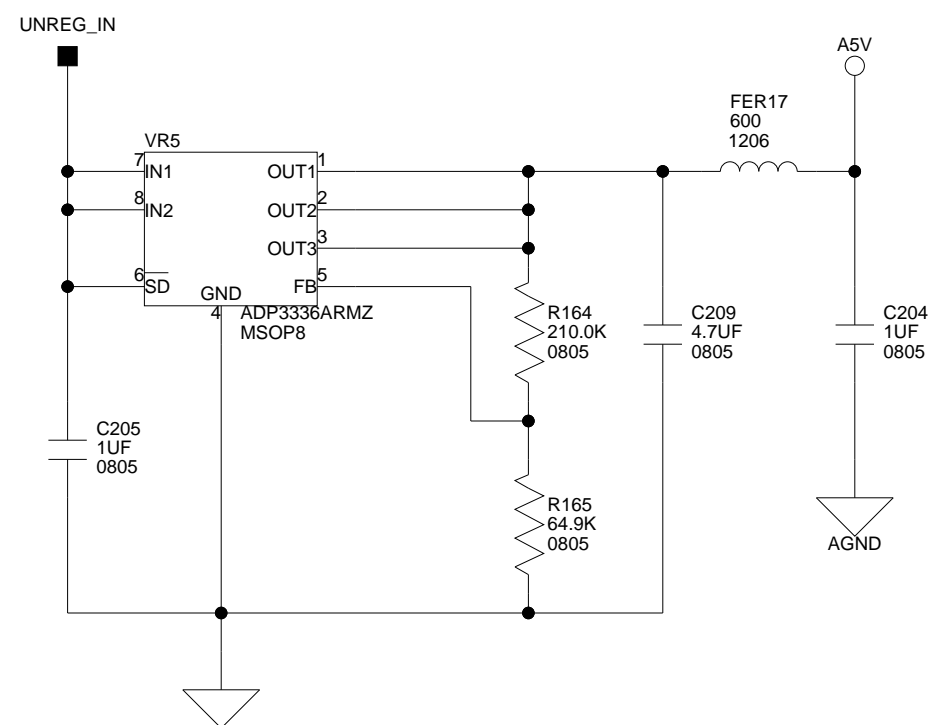 UNREG_IN
A5V
FER17
600
1206
VR5
7
IN1
OUT1
1
8
IN2
OUT2
2
OUT3
3
6
SD
GND
FB
5
4
ADP3336ARMZ
MSOP8
R164
210.0K
0805
C209
4.7UF
0805
C204
1UF
0805
C205
1UF
0805
R165
64.9K
0805
AGND